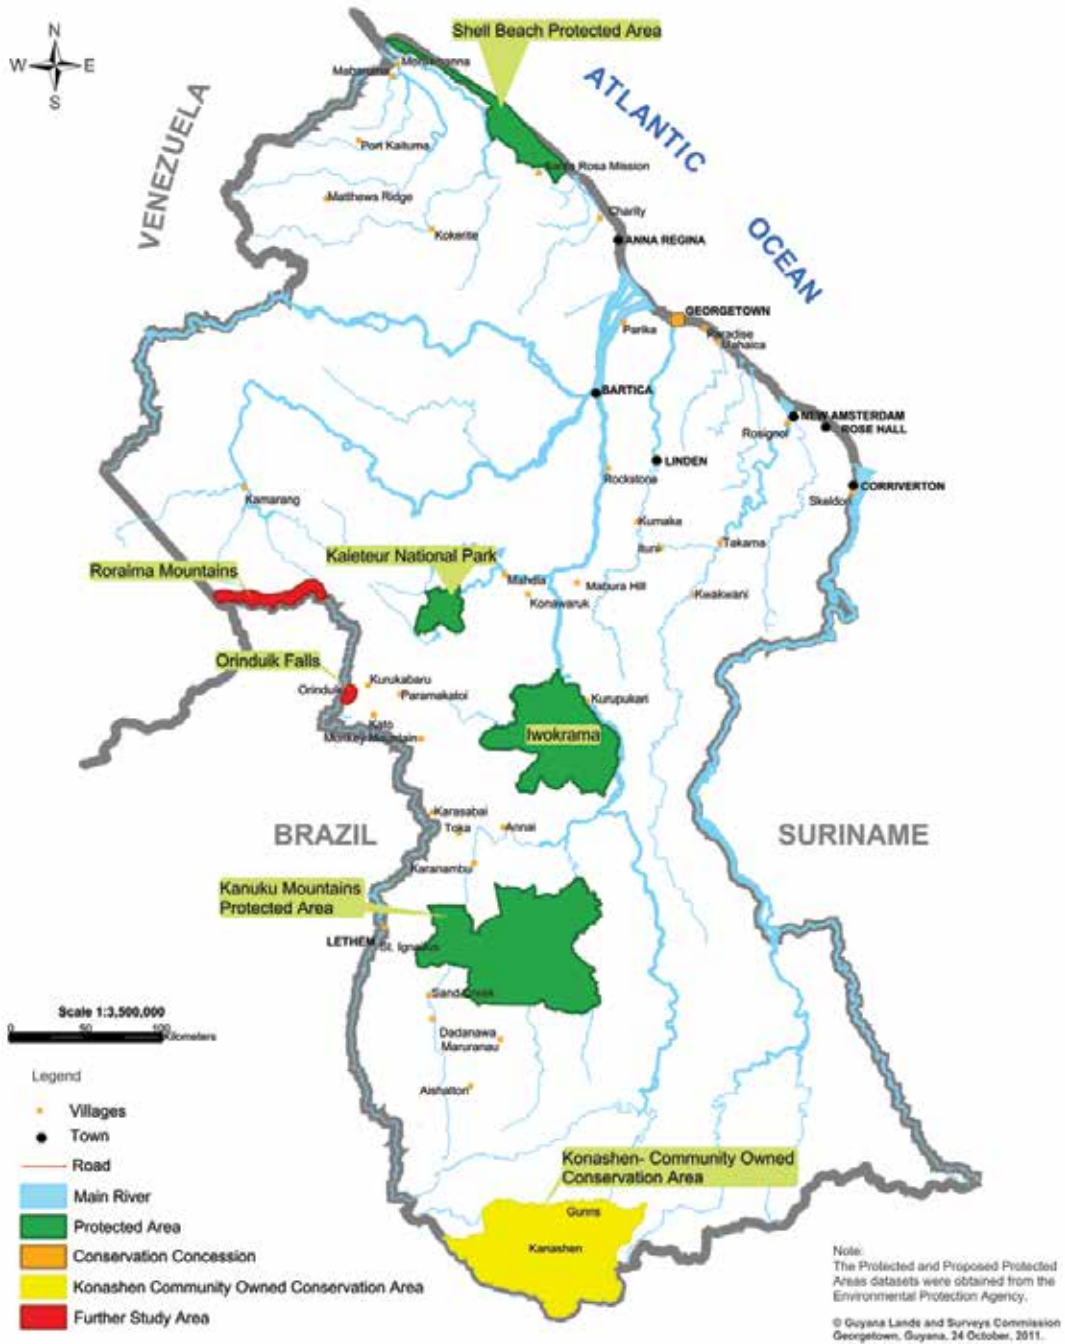 N
W E
S
Shell Beach Protected Area
ATLANTIC
OCEAN
VENEZUELA
Mabaruma
Port Kaituma
Santa Rosa Mission
Matthews Ridge
Kokerite
Charity
ANNA REGINA
GEORGETOWN
Parika
Paradise
Mahaica
BARTICA
NEW AMSTERDAM
ROSE HALL
Rosignol
LINDEN
Rockstone
CORRIVERTON
Skeldon
Kamarang
Kumaka
Ituni
Takama
Kaieteur National Park
Roraima Mountains
Mahdia
Mabura Hill
Konawaruk
Kwakwani
Orinduik Falls
Kurukabaru
Orinduik
Paramakatoi
Kurupukari
Kato
Monkey Mountain
Iwokrama
Karasabai
Toka
Annai
BRAZIL
SURINAME
Karanambu
Kanuku Mountains
Protected Area
LETHEM
St. Ignatius
Sand Creek
Dadanawa
Maruranau
Aishalton
Scale 1:3,500,000
0 50 100
Kilometers
Legend
Villages
Town
Road
Main River
Protected Area
Conservation Concession
Konashen Community Owned Conservation Area
Further Study Area
Konashen- Community Owned
Conservation Area
Gunns
Kanashen
Note:
The Protected and Proposed Protected
Areas datasets were obtained from the
Environmental Protection Agency.
© Guyana Lands and Surveys Commission
Georgetown, Guyana. 24 October, 2011.